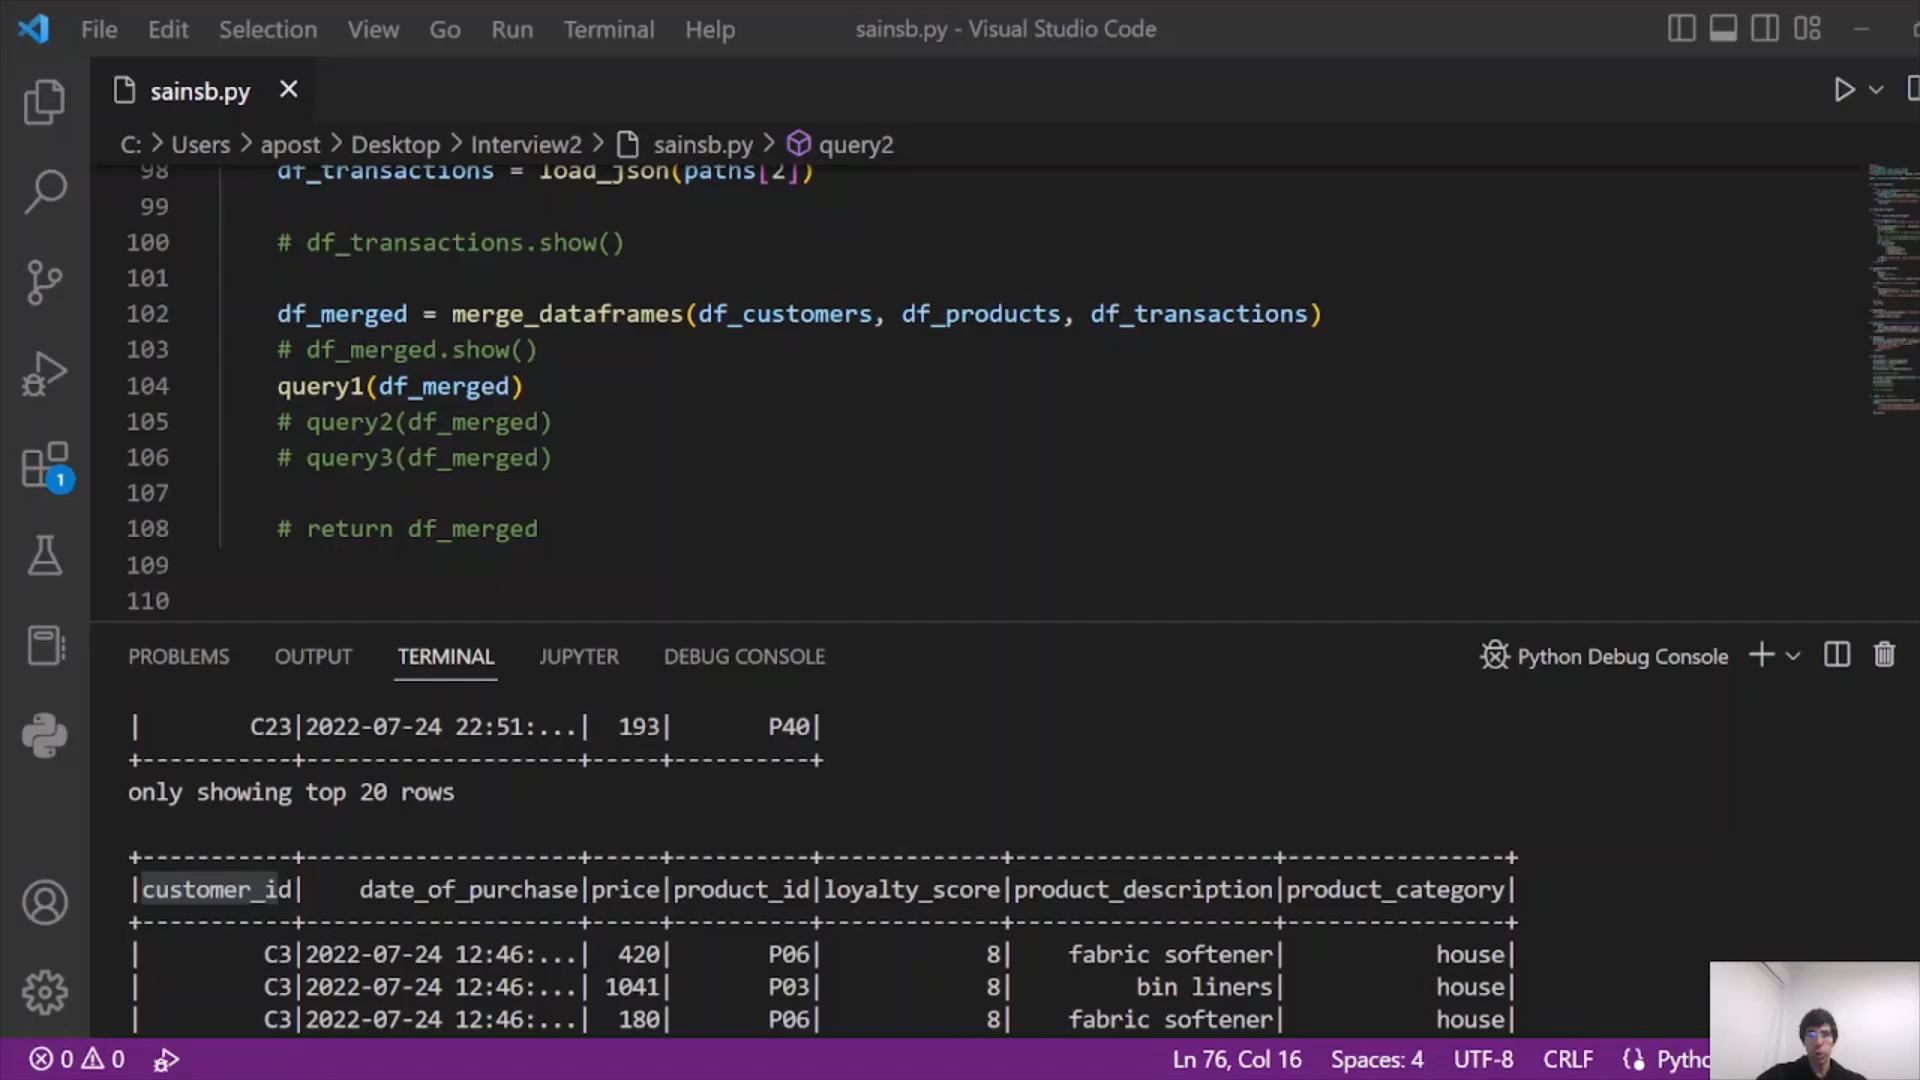 File Edit Selection View Go Run Terminal Help sainsb.py - Visual Studio Code
sainsb.py
C: > Users > apost > Desktop > Interview2 > sainsb.py > query2
98 df_transactions = load_json(paths[2])
99
100 # df_transactions.show()
101
102 df_merged = merge_dataframes(df_customers, df_products, df_transactions)
103 # df_merged.show()
104 query1(df_merged)
105 # query2(df_merged)
106 # query3(df_merged)
107
108 # return df_merged
109
110
1
PROBLEMS OUTPUT TERMINAL JUPYTER DEBUG CONSOLE Python Debug Console
| C23|2022-07-24 22:51:...| 193| P40|
+-----------+-------------------+-----+----------+
only showing top 20 rows
+-----------+-------------------+-----+----------+-------------+-------------------+----------------+
|customer_id| date_of_purchase|price|product_id|loyalty_score|product_description|product_category|
+-----------+-------------------+-----+----------+-------------+-------------------+----------------+
| C3|2022-07-24 12:46:...| 420| P06| 8| fabric softener| house|
| C3|2022-07-24 12:46:...| 1041| P03| 8| bin liners| house|
| C3|2022-07-24 12:46:...| 180| P06| 8| fabric softener| house|
0 0 Ln 76, Col 16 Spaces: 4 UTF-8 CRLF Pytho